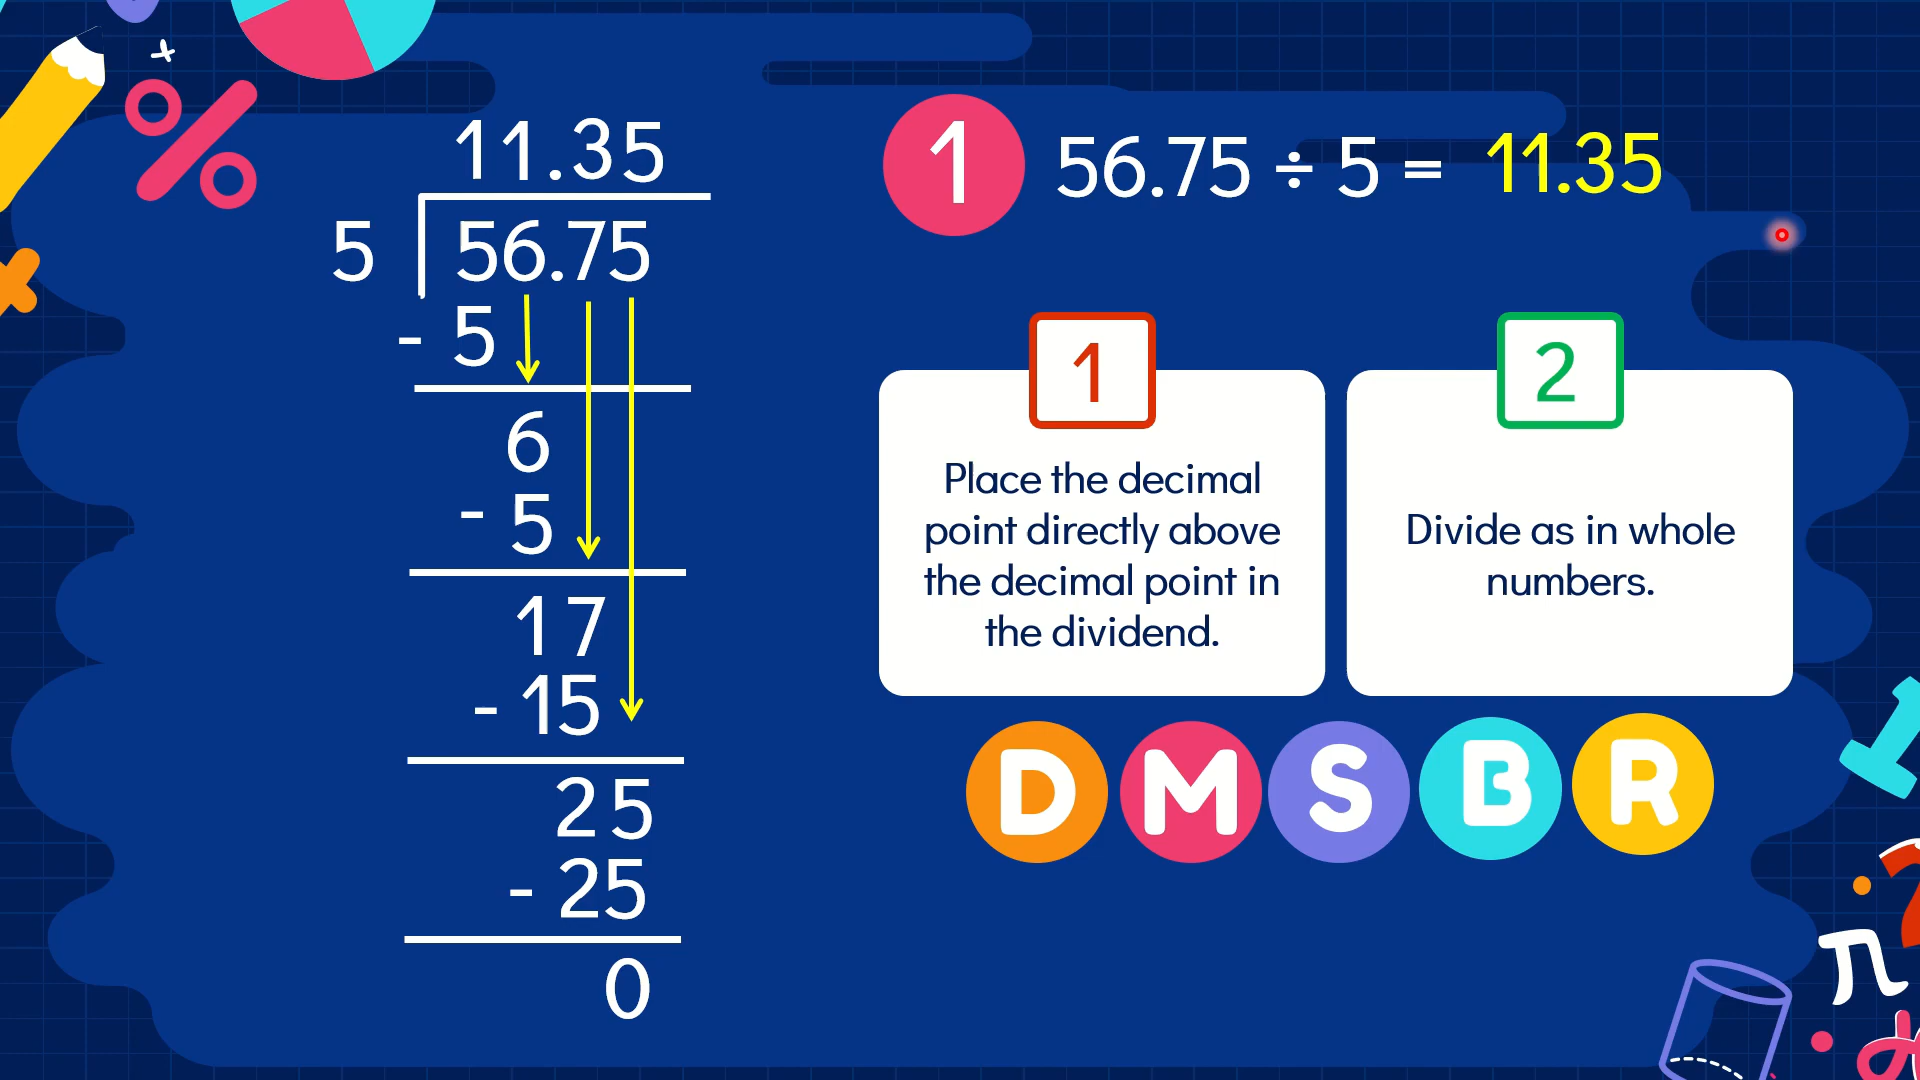 11.35
5 56.75
- 5
6
- 5
17
- 15
25
- 25
0
1 56.75 ÷ 5 = 11.35
1
Place the decimal
point directly above
the decimal point in
the dividend.
2
Divide as in whole
numbers.
D M S B R
%
π